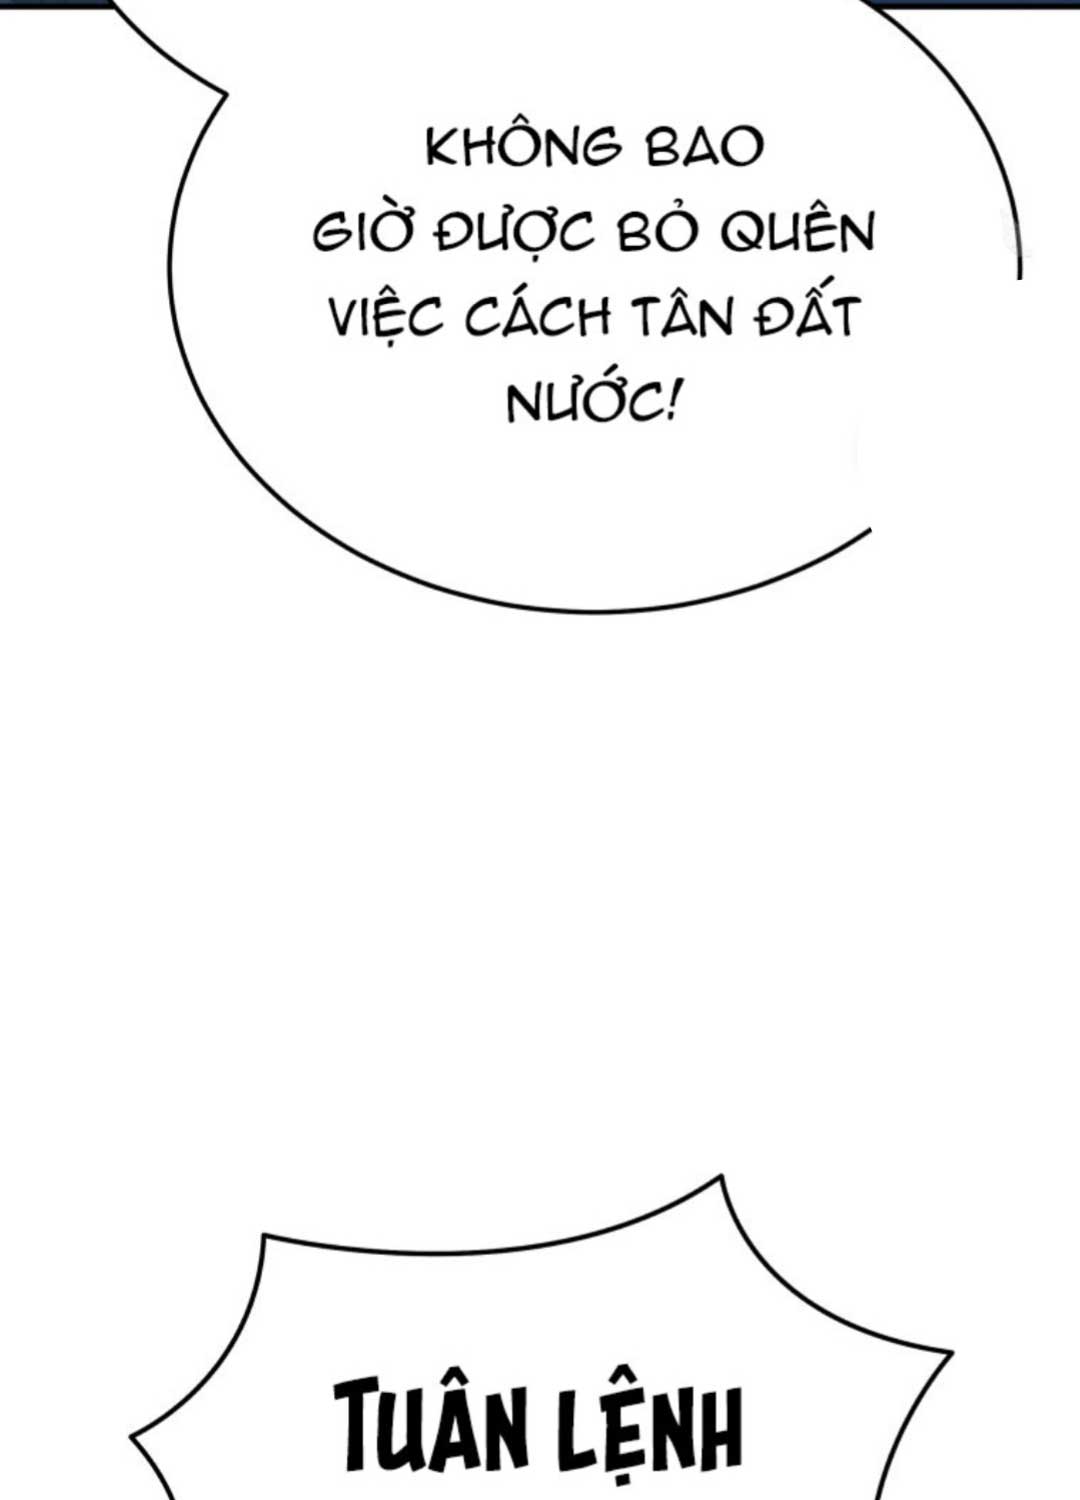 KHÔNG BAO
GIỜ ĐƯỢC BỎ QUÊN
VIỆC CÁCH TÂN ĐẤT
NƯỚC!
TUÂN LỆNH